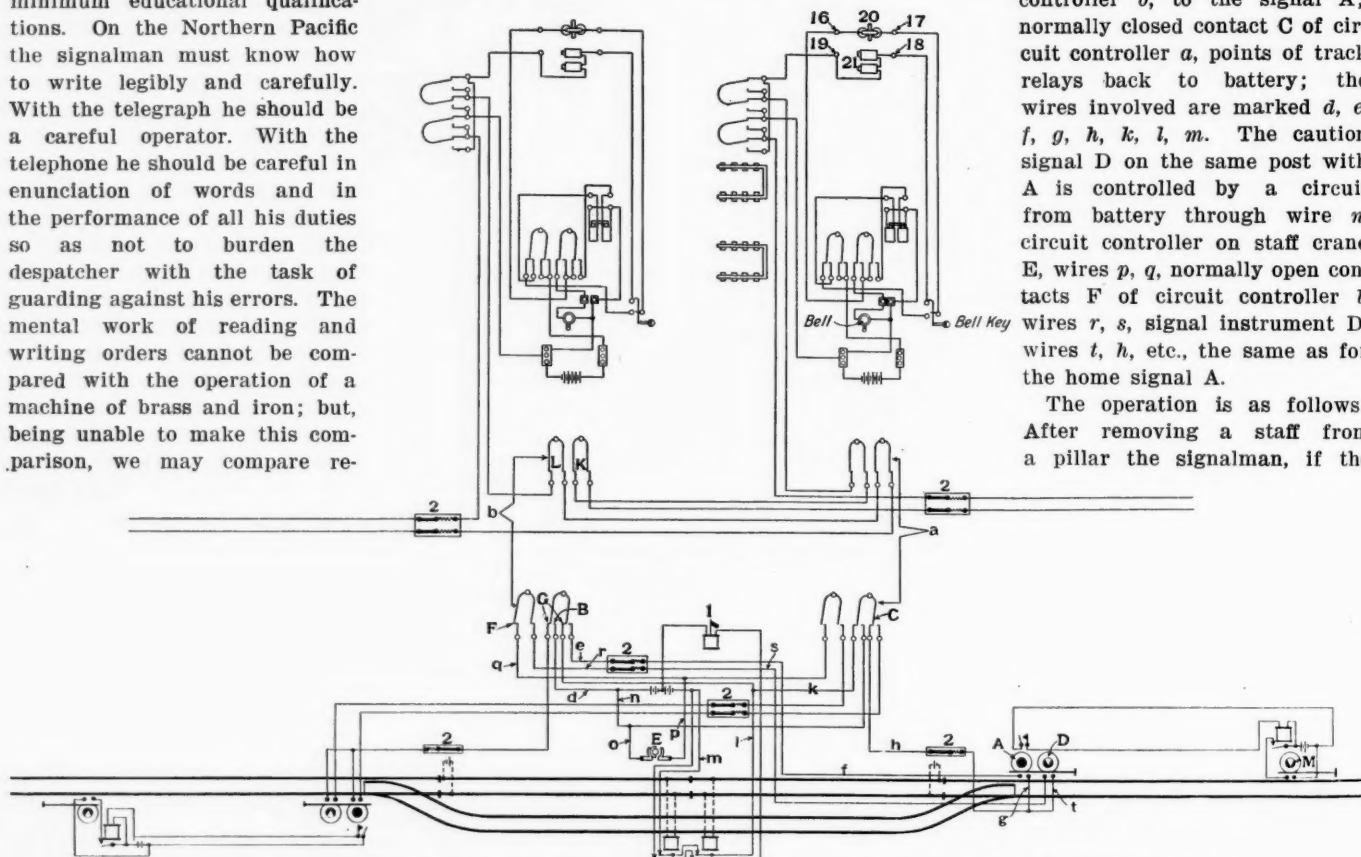 minimum educational qualifica-
tions. On the Northern Pacific
the signalman must know how
to write legibly and carefully.
With the telegraph he should be
a careful operator. With the
telephone he should be careful in
enunciation of words and in
the performance of all his duties
so as not to burden the
despatcher with the task of
guarding against his errors. The
mental work of reading and
writing orders cannot be com-
pared with the operation of a
machine of brass and iron; but,
being unable to make this com-
parison, we may compare re-
16 20 17
19 18
21
Bell Bell Key
L K
2 2
b a
F G B 1 C
e 2 r s
q
d n 2 k
p
2 o E l h 2 A D
m f M
g t
controller b, to the signal A,
normally closed contact C of cir-
cuit controller a, points of track
relays back to battery; the
wires involved are marked d, e,
f, g, h, k, l, m. The caution
signal D on the same post with
A is controlled by a circuit
from battery through wire n,
circuit controller on staff crane
E, wires p, q, normally open con-
tacts F of circuit controller b
wires r, s, signal instrument D,
wires t, h, etc., the same as for
the home signal A.
The operation is as follows
After removing a staff from
a pillar the signalman, if the